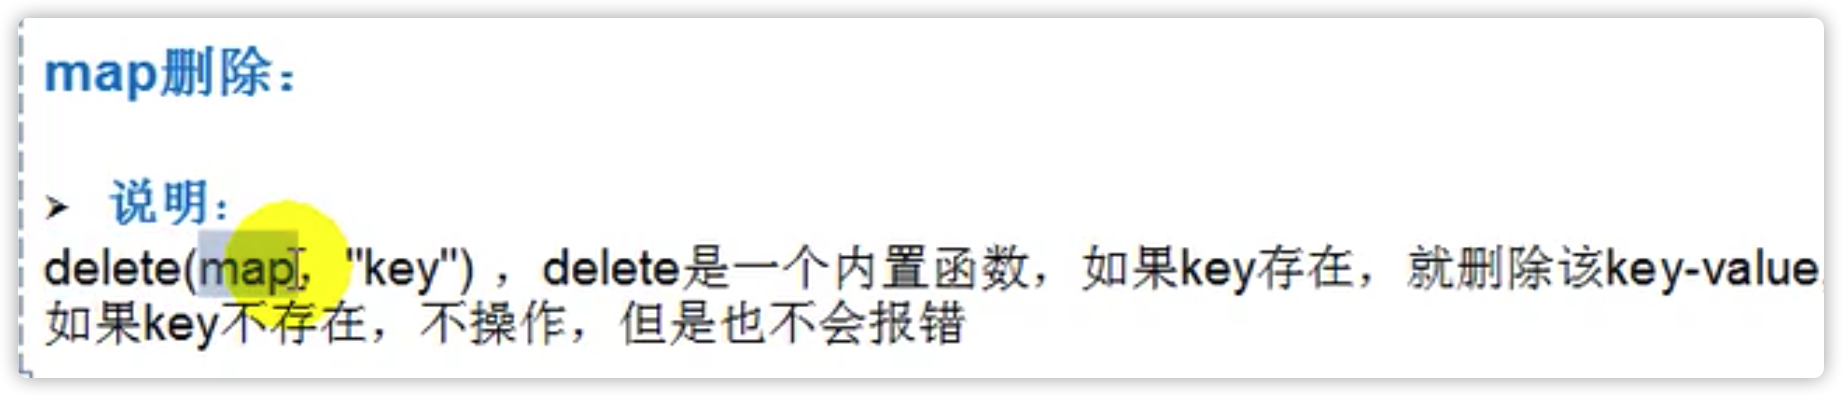 map删除：
➢ 说明：
delete(map，"key") ，delete是一个内置函数，如果key存在，就删除该key-value,
如果key不存在，不操作，但是也不会报错